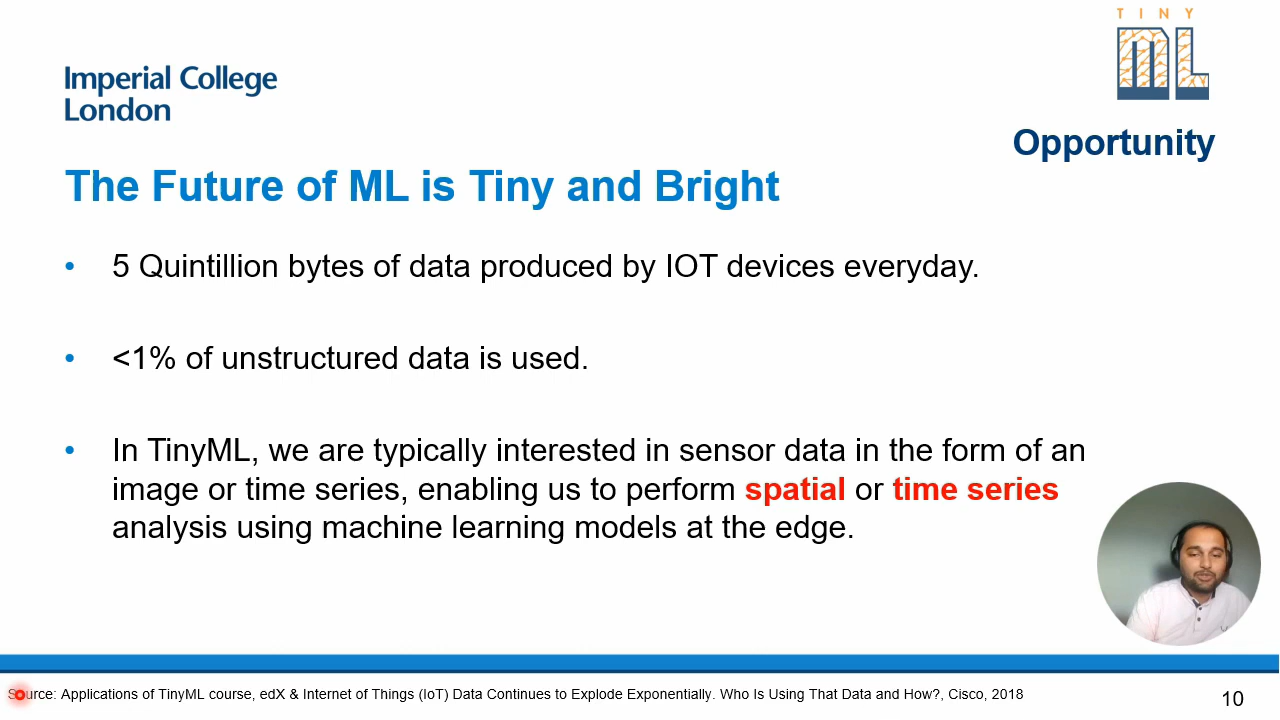 TINY
ML
Imperial College
London
Opportunity
The Future of ML is Tiny and Bright
• 5 Quintillion bytes of data produced by IOT devices everyday.
• <1% of unstructured data is used.
• In TinyML, we are typically interested in sensor data in the form of an
image or time series, enabling us to perform spatial or time series
analysis using machine learning models at the edge.
Source: Applications of TinyML course, edX & Internet of Things (IoT) Data Continues to Explode Exponentially. Who Is Using That Data and How?, Cisco, 2018
10